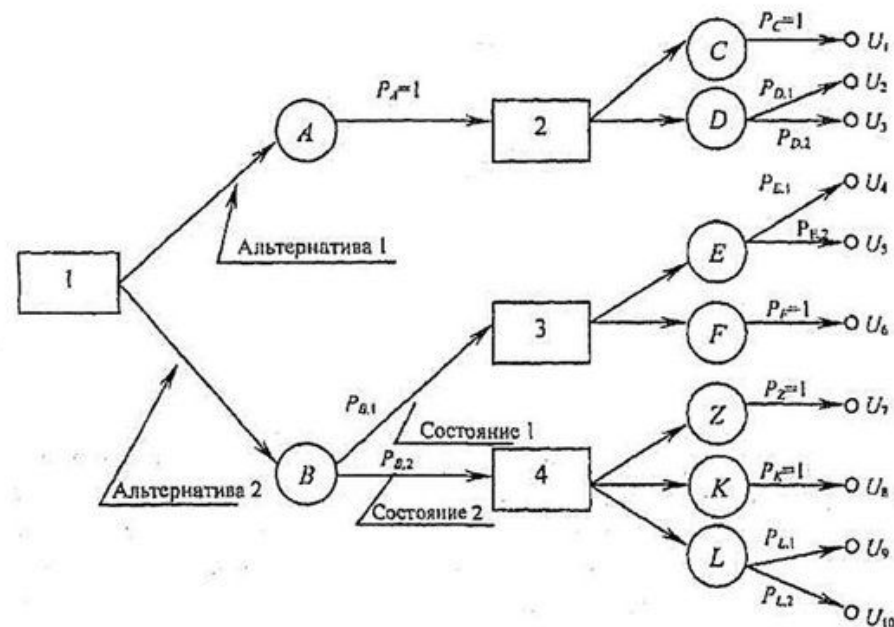 P_C=1
C
U_1
P_A=1
P_D,1
U_2
A
2
D
U_3
P_D,2
P_E,1
U_4
Альтернатива 1
P_E,2
E
U_5
1
3
P_F=1
F
U_6
P_Z=1
P_B,1
Z
U_7
Состояние 1
B
P_B,2
4
P_K=1
K
U_8
Альтернатива 2
Состояние 2
P_L,1
U_9
L
P_L,2
U_10